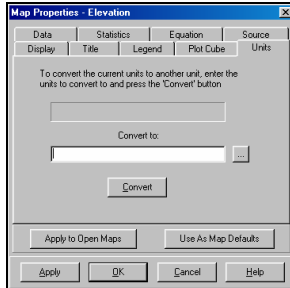 Map Properties - Elevation
Data Statistics Equation Source
Display Title Legend Plot Cube Units
To convert the current units to another unit, enter the
units to convert to and press the 'Convert' button
Convert to:
...
Convert
Apply to Open Maps Use As Map Defaults
Apply OK Cancel Help